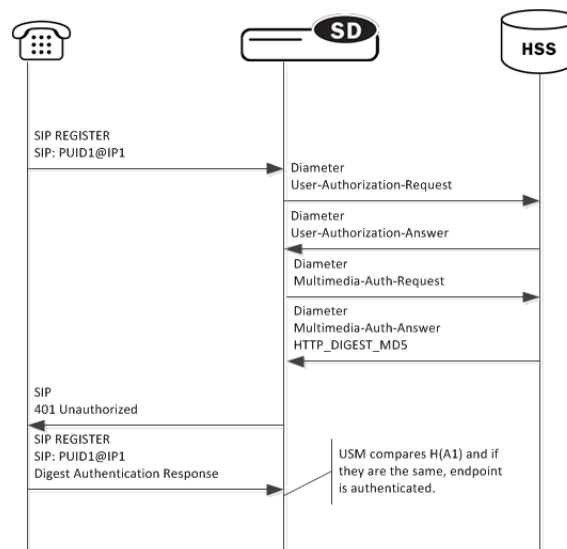 SD
HSS
SIP REGISTER
SIP: PUID1@IP1
Diameter
User-Authorization-Request
Diameter
User-Authorization-Answer
Diameter
Multimedia-Auth-Request
Diameter
Multimedia-Auth-Answer
HTTP_DIGEST_MD5
SIP
401 Unauthorized
SIP REGISTER
SIP: PUID1@IP1
Digest Authentication Response
USM compares H(A1) and if
they are the same, endpoint
is authenticated.